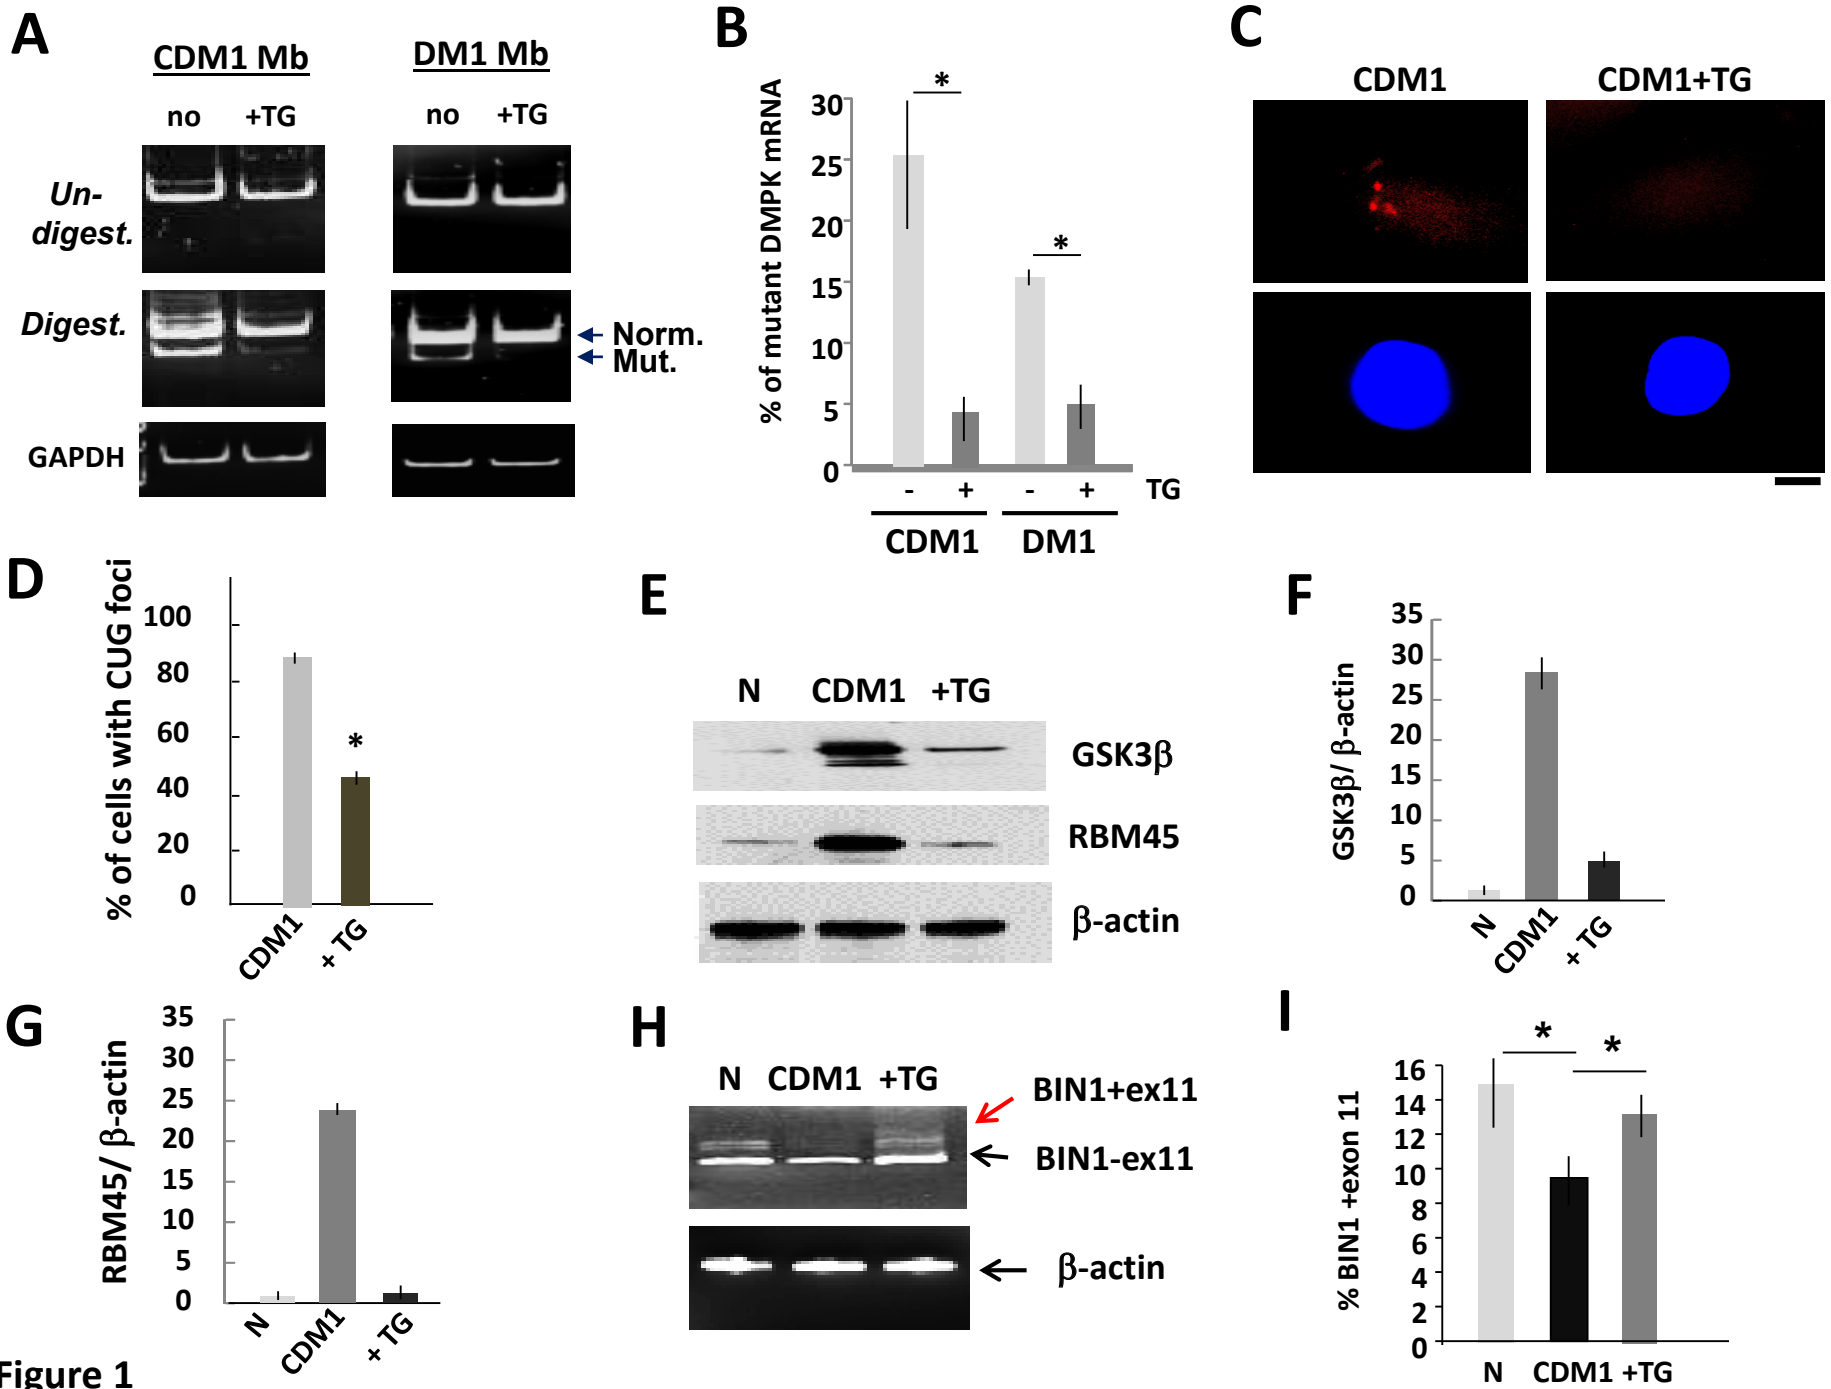 A
CDM1 Mb
DM1 Mb
no +TG
no +TG
Un-
digest.
Digest.
Norm.
Mut.
GAPDH
B
% of mutant DMPK mRNA
30
25
20
15
10
5
0
*
*
- + - + TG
CDM1 DM1
C
CDM1 CDM1+TG
D
% of cells with CUG foci
100
80
60
40
20
0
*
CDM1
+ TG
E
N CDM1 +TG
GSK3β
RBM45
β-actin
F
GSK3β/ β-actin
35
30
25
20
15
10
5
0
N
CDM1
+ TG
G
RBM45/ β-actin
35
30
25
20
15
10
5
0
N
CDM1
+ TG
H
N CDM1 +TG
BIN1+ex11
BIN1-ex11
β-actin
I
% BIN1 +exon 11
16
14
12
10
8
6
4
2
0
*
*
N CDM1 +TG
Figure 1